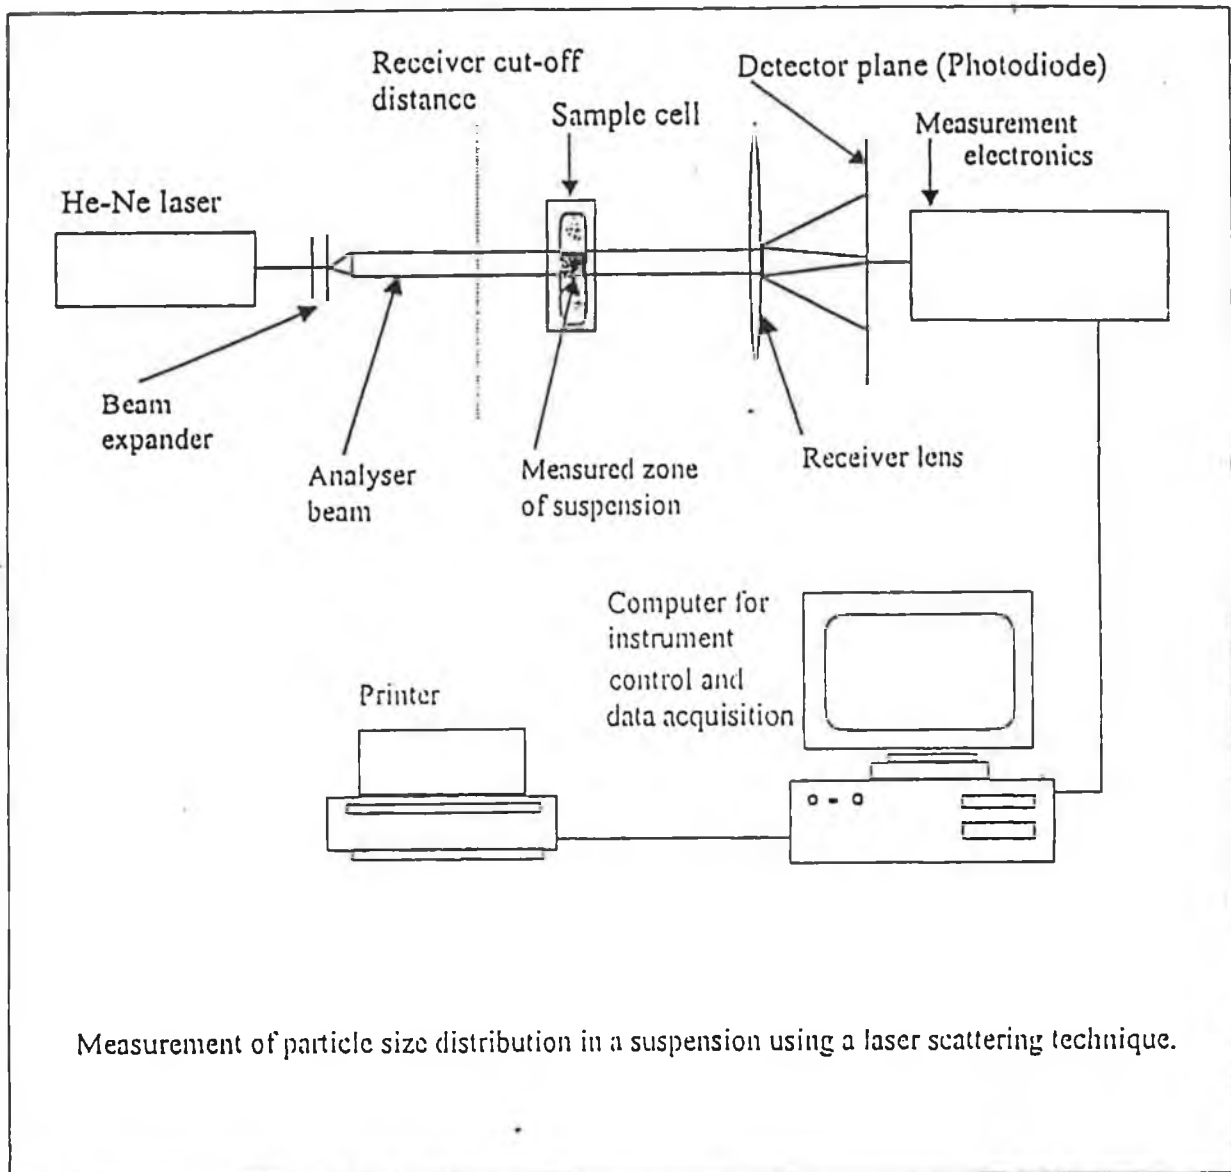 Receiver cut-off
distance
Detector plane (Photodiode)
Sample cell
Measurement
electronics
He-Ne laser
Beam
expander
Analyser
beam
Measured zone
of suspension
Receiver lens
Computer for
instrument
control and
data acquisition
Printer
Measurement of particle size distribution in a suspension using a laser scattering technique.